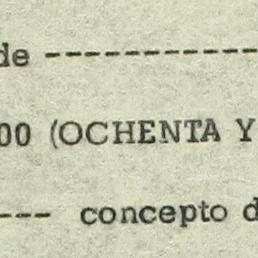 de -----------
00 (OCHENTA Y
--- concepto d